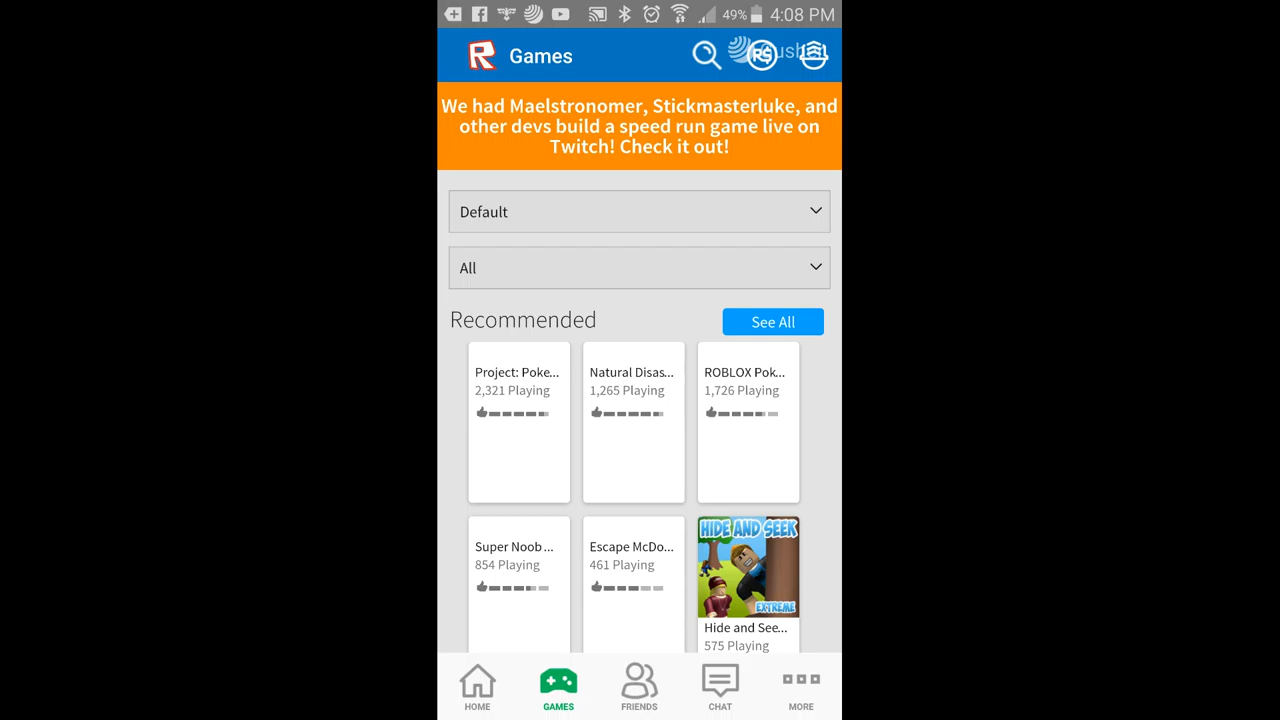 49% 4:08 PM
Games
We had Maelstronomer, Stickmasterluke, and
other devs build a speed run game live on
Twitch! Check it out!
Default
All
Recommended
See All
Project: Poke...
2,321 Playing
Natural Disas...
1,265 Playing
ROBLOX Pok...
1,726 Playing
Super Noob ...
854 Playing
Escape McDo...
461 Playing
HIDE AND SEEK
EXTREME
Hide and See...
575 Playing
HOME
GAMES
FRIENDS
CHAT
MORE